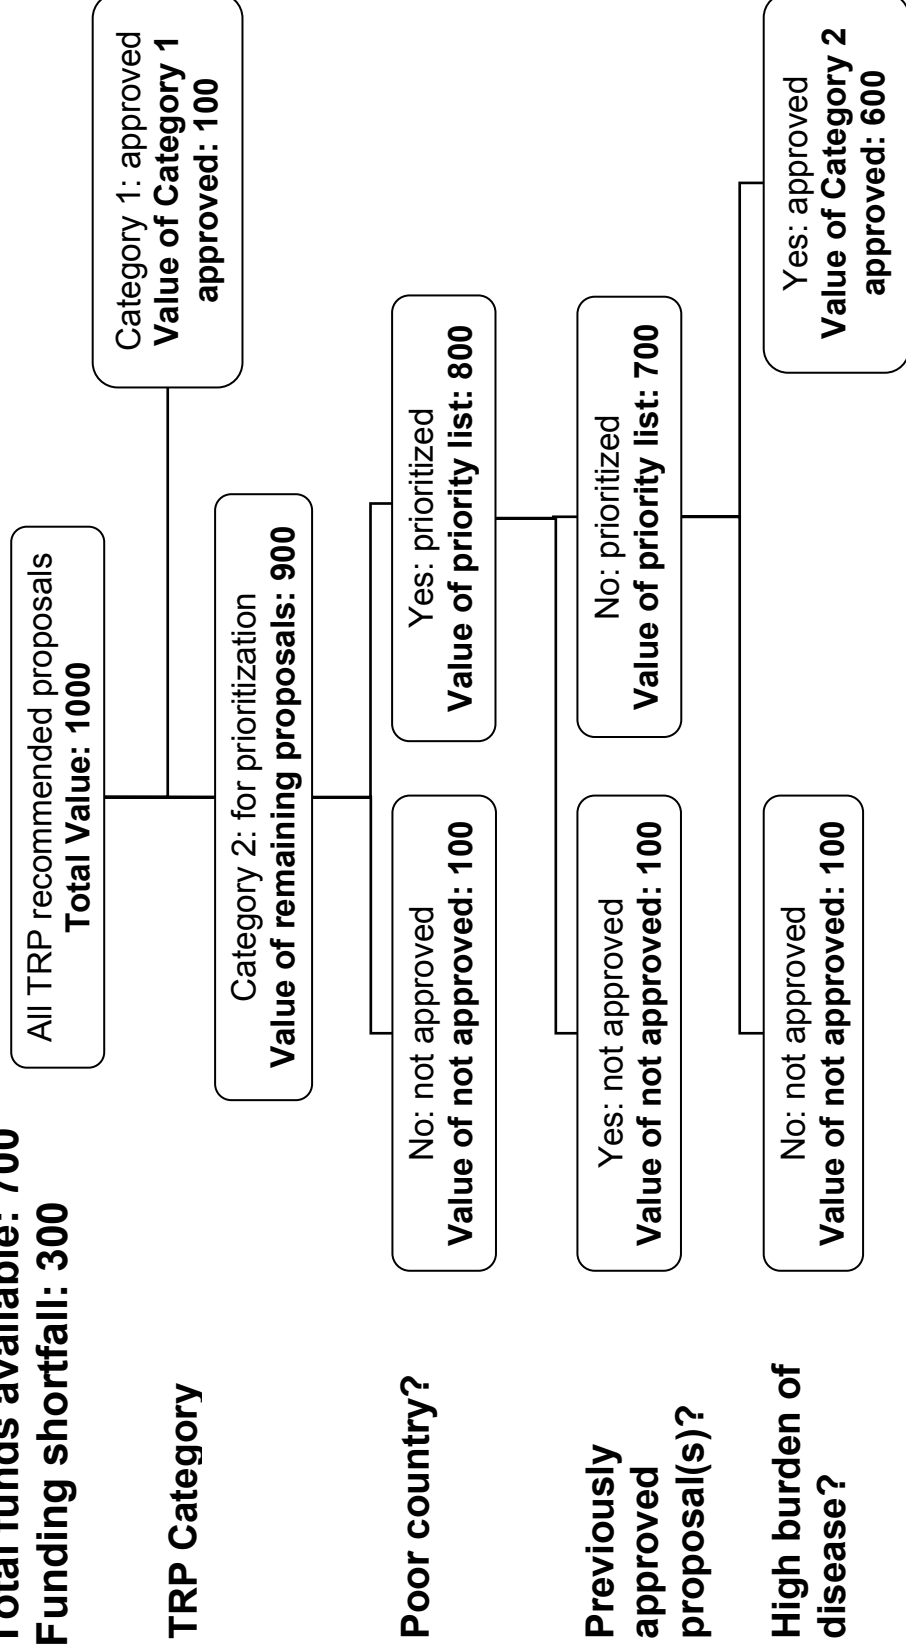 Total funds available: 700
Funding shortfall: 300
All TRP recommended proposals
Total Value: 1000
TRP Category
Category 1: approved
Value of Category 1
approved: 100
Category 2: for prioritization
Value of remaining proposals: 900
Poor country?
No: not approved
Value of not approved: 100
Yes: prioritized
Value of priority list: 800
Previously
approved
proposal(s)?
Yes: not approved
Value of not approved: 100
No: prioritized
Value of priority list: 700
High burden of
disease?
No: not approved
Value of not approved: 100
Yes: approved
Value of Category 2
approved: 600